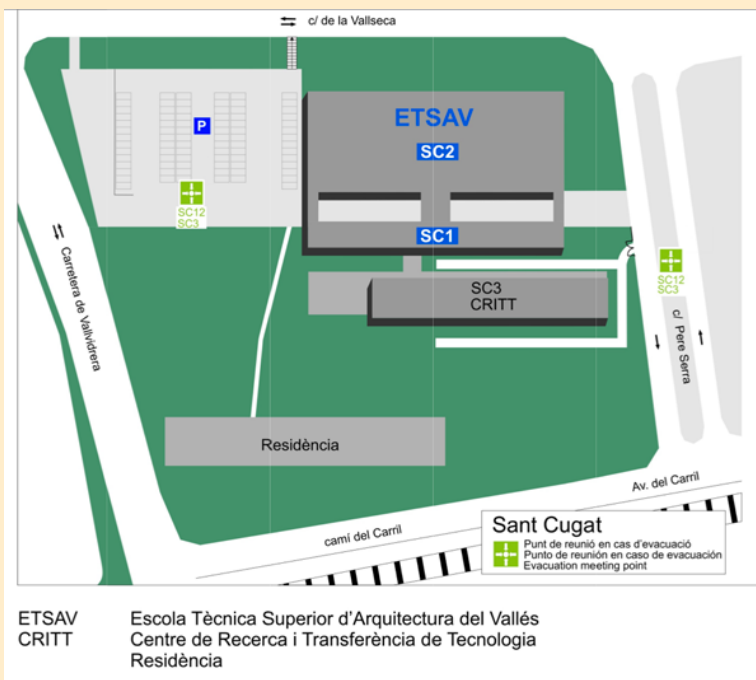 c/ de la Vallseca
ETSAV
P
SC2
SC12
SC3
SC1
Carretera de Vallvidrera
SC3
CRITT
SC12
SC3
c/ Pere Serra
Residència
Av. del Carril
camí del Carril
Sant Cugat
Punt de reunió en cas d'evacuació
Punto de reunión en caso de evacuación
Evacuation meeting point
ETSAV Escola Tècnica Superior d'Arquitectura del Vallés
CRITT Centre de Recerca i Transferència de Tecnologia
Residència